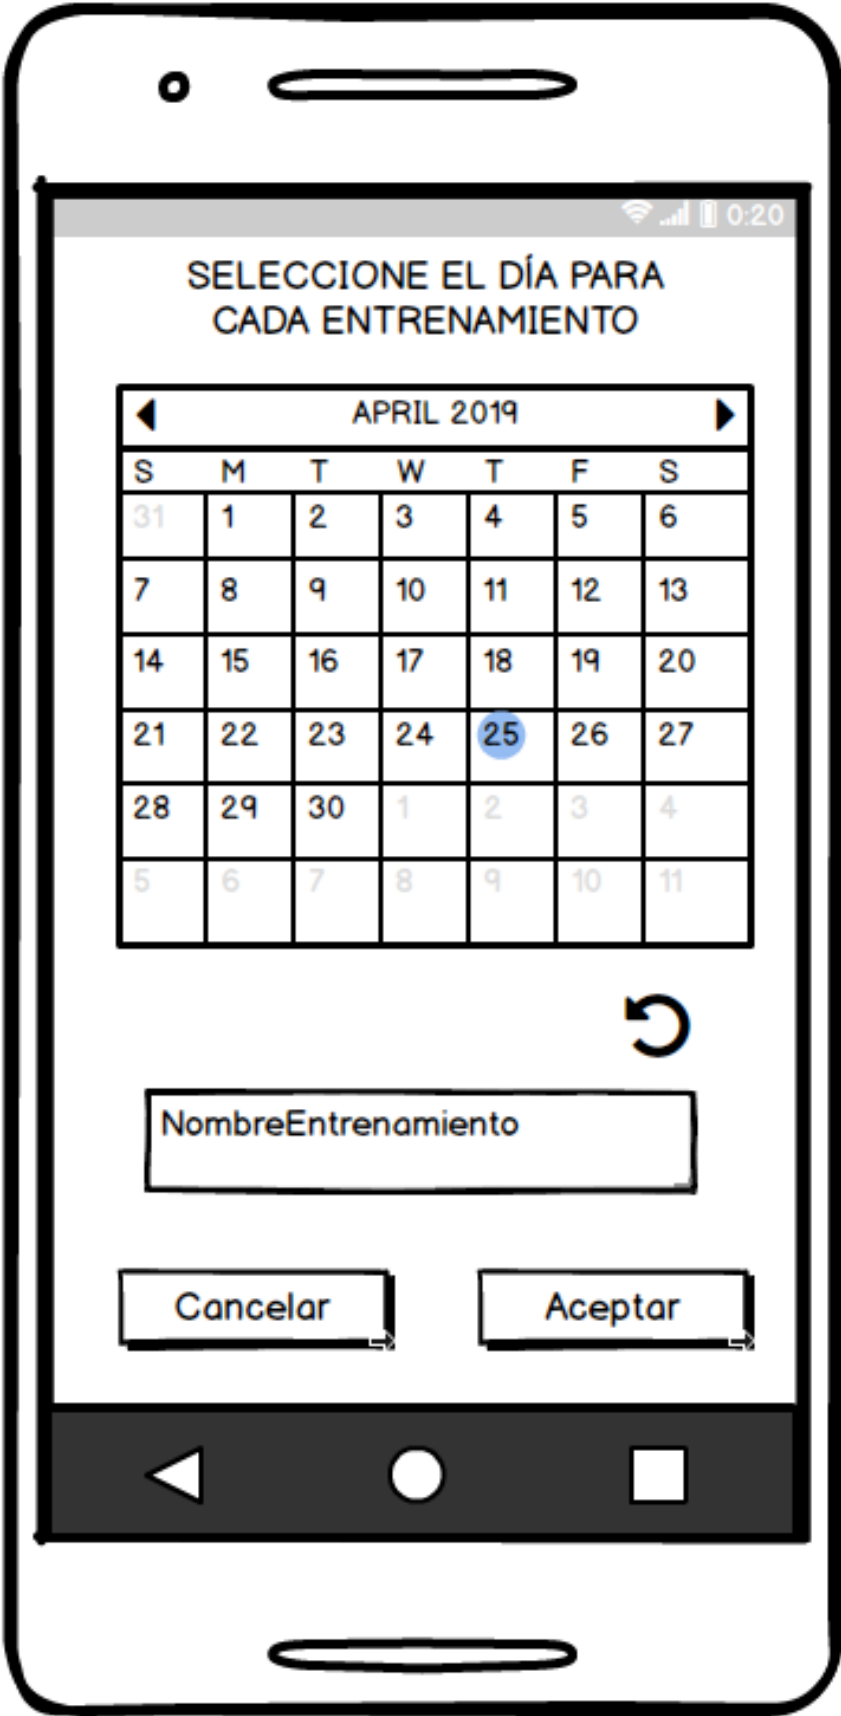 0:20
SELECCIONE EL DÍA PARA
CADA ENTRENAMIENTO
APRIL 2019
S M T W T F S
31 1 2 3 4 5 6
7 8 9 10 11 12 13
14 15 16 17 18 19 20
21 22 23 24 25 26 27
28 29 30 1 2 3 4
5 6 7 8 9 10 11
NombreEntrenamiento
Cancelar Aceptar